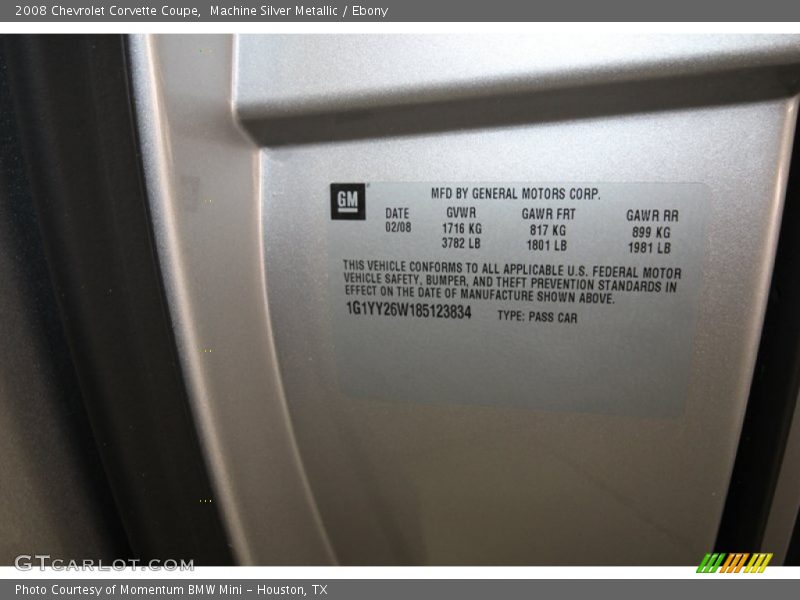 2008 Chevrolet Corvette Coupe,  Machine Silver Metallic / Ebony
GM
MFD BY GENERAL MOTORS CORP.
DATE GVWR GAWR FRT GAWR RR
02/08 1716 KG 817 KG 899 KG
3782 LB 1801 LB 1981 LB
THIS VEHICLE CONFORMS TO ALL APPLICABLE U.S. FEDERAL MOTOR
VEHICLE SAFETY, BUMPER, AND THEFT PREVENTION STANDARDS IN
EFFECT ON THE DATE OF MANUFACTURE SHOWN ABOVE.
1G1YY26W185123834 TYPE: PASS CAR
GTCARLOT.COM
Photo Courtesy of Momentum BMW Mini - Houston, TX